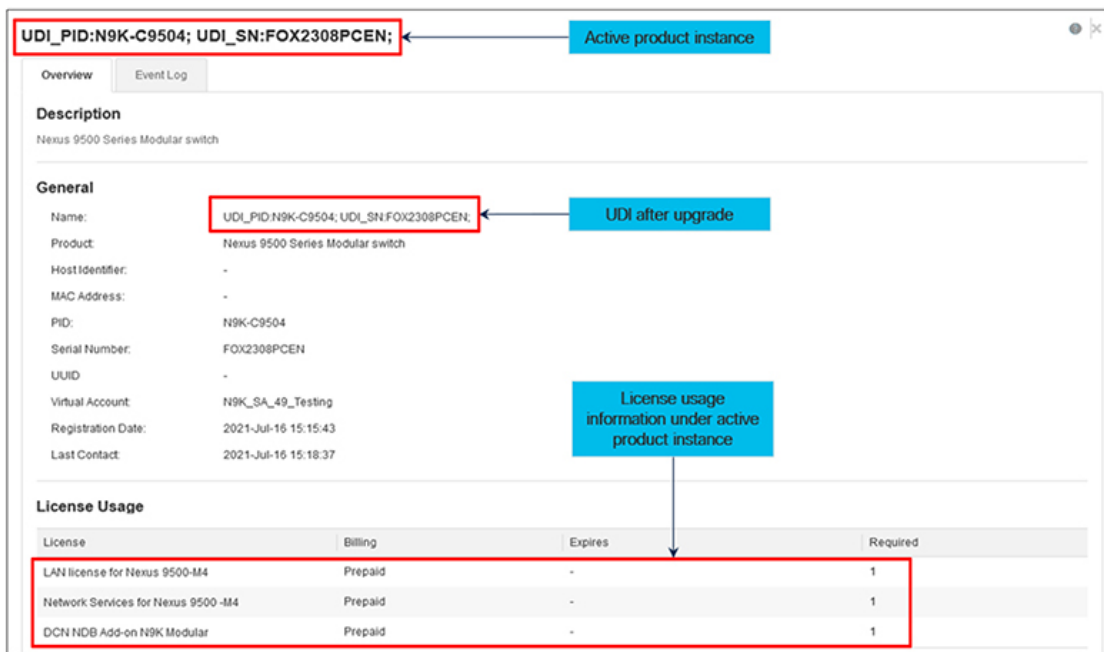 UDI_PID:N9K-C9504; UDI_SN:FOX2308PCEN;
Active product instance
Overview
Event Log
Description
Nexus 9500 Series Modular switch
General
Name: UDI_PID:N9K-C9504; UDI_SN:FOX2308PCEN;
UDI after upgrade
Product: Nexus 9500 Series Modular switch
Host Identifier: -
MAC Address: -
PID: N9K-C9504
Serial Number: FOX2308PCEN
UUID -
Virtual Account: N9K_SA_49_Testing
Registration Date: 2021-Jul-16 15:15:43
Last Contact: 2021-Jul-16 15:18:37
License usage
information under active
product instance
License Usage
License Billing Expires Required
LAN license for Nexus 9500-M4 Prepaid - 1
Network Services for Nexus 9500 -M4 Prepaid - 1
DCN NDB Add-on N9K Modular Prepaid - 1